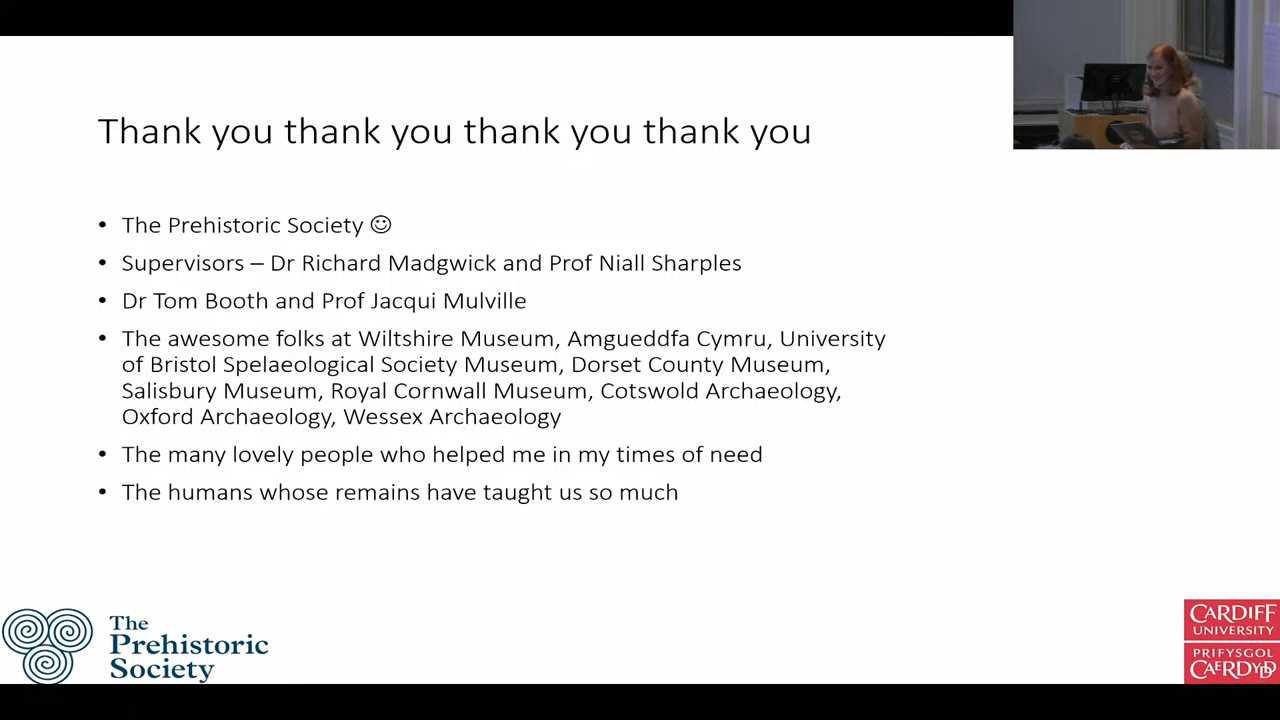 Thank you thank you thank you thank you
• The Prehistoric Society ☺
• Supervisors – Dr Richard Madgwick and Prof Niall Sharples
• Dr Tom Booth and Prof Jacqui Mulville
• The awesome folks at Wiltshire Museum, Amgueddfa Cymru, University
of Bristol Spelaeological Society Museum, Dorset County Museum,
Salisbury Museum, Royal Cornwall Museum, Cotswold Archaeology,
Oxford Archaeology, Wessex Archaeology
• The many lovely people who helped me in my times of need
• The humans whose remains have taught us so much
The
Prehistoric
Society
CARDIFF
UNIVERSITY
PRIFYSGOL
CAERDYDD